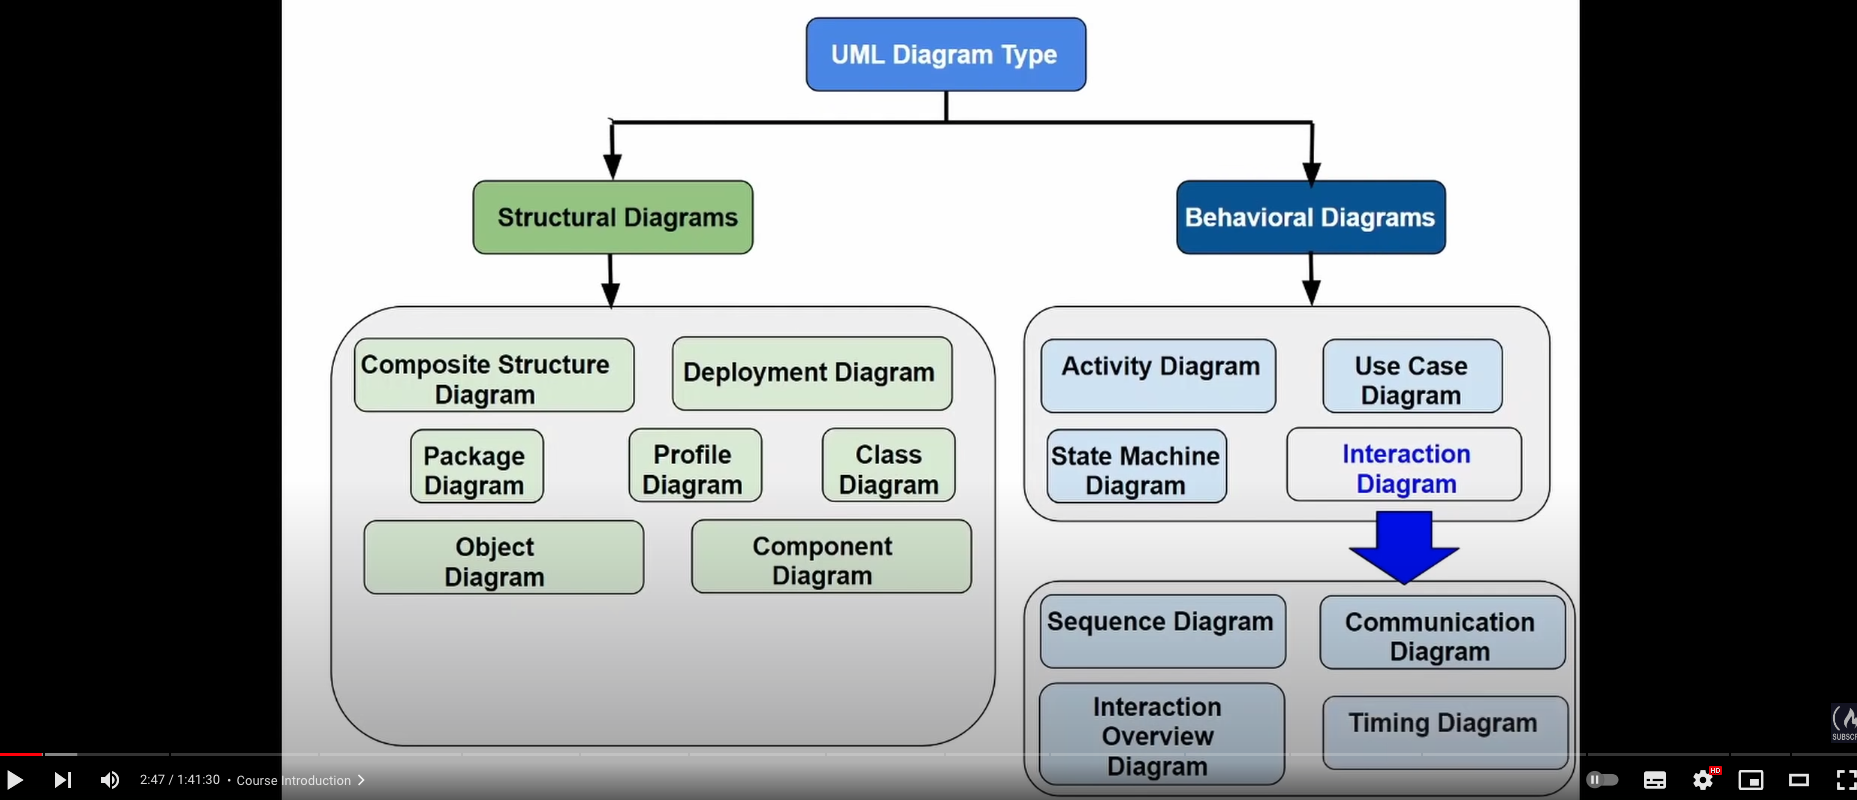 UML Diagram Type
Structural Diagrams
Behavioral Diagrams
Composite Structure
Diagram
Deployment Diagram
Package
Diagram
Profile
Diagram
Class
Diagram
Object
Diagram
Component
Diagram
Activity Diagram
Use Case
Diagram
State Machine
Diagram
Interaction
Diagram
Sequence Diagram
Communication
Diagram
Interaction
Overview
Diagram
Timing Diagram
2:47 / 1:41:30 • Course Introduction
HD